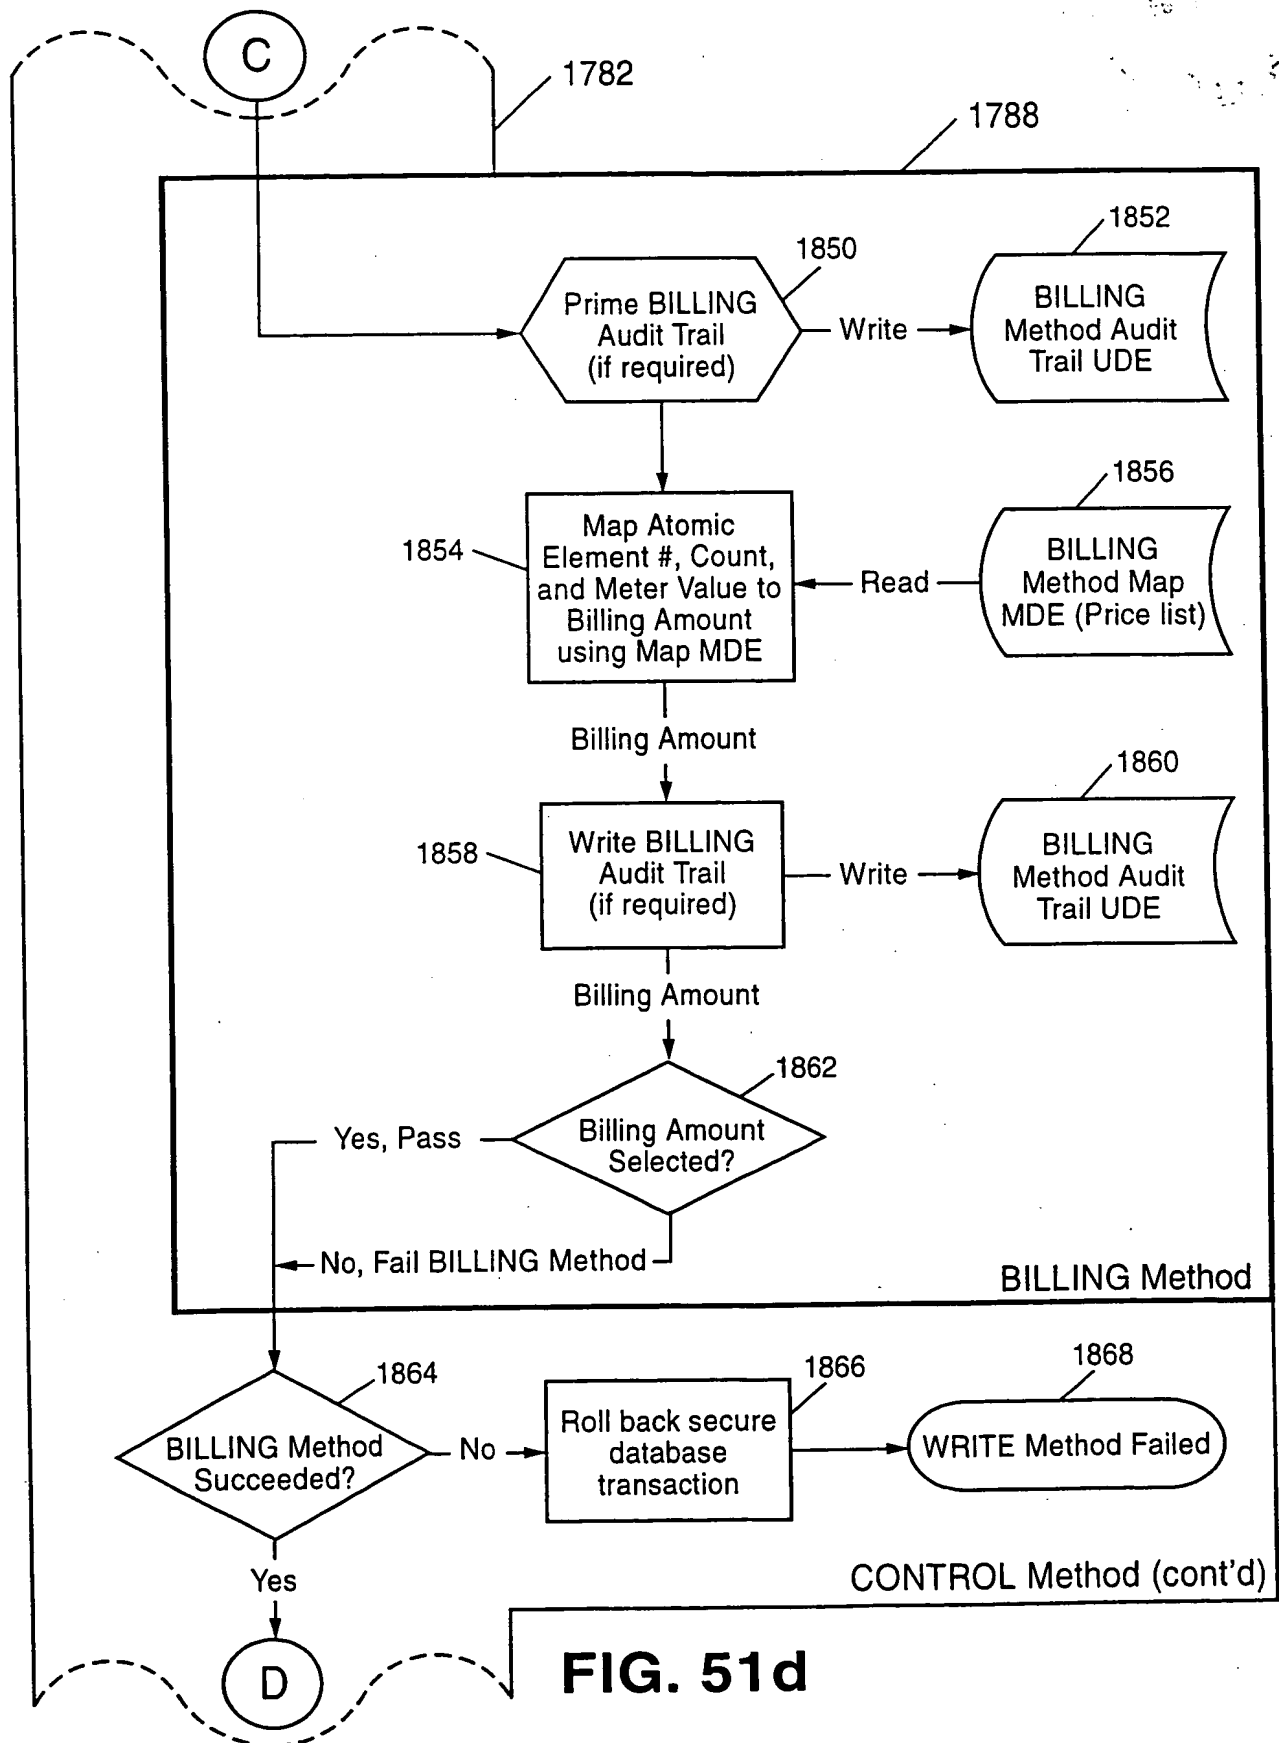 C
1782
1788
1850
Prime BILLING
Audit Trail
(if required)
Write
1852
BILLING
Method Audit
Trail UDE
1854
Map Atomic
Element #, Count,
and Meter Value to
Billing Amount
using Map MDE
Read
1856
BILLING
Method Map
MDE (Price list)
Billing Amount
1858
Write BILLING
Audit Trail
(if required)
Write
1860
BILLING
Method Audit
Trail UDE
Billing Amount
1862
Billing Amount
Selected?
Yes, Pass
No, Fail BILLING Method
BILLING Method
1864
BILLING Method
Succeeded?
No
1866
Roll back secure
database
transaction
1868
WRITE Method Failed
Yes
CONTROL Method (cont'd)
D
FIG. 51d